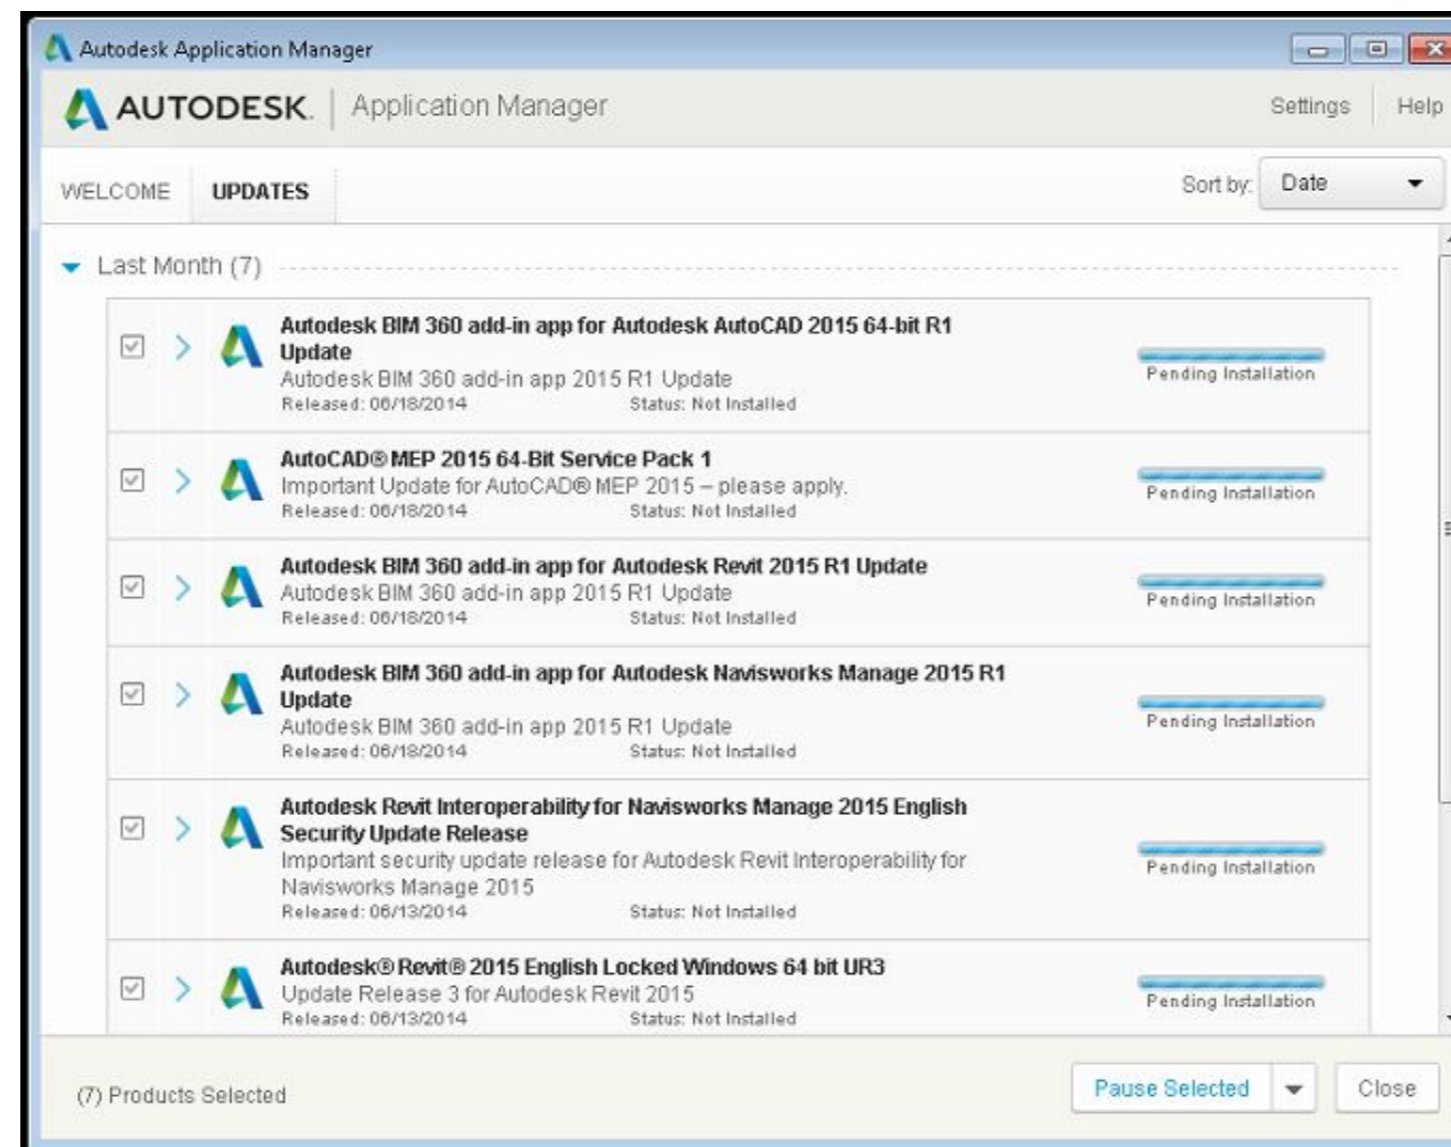 Autodesk Application Manager
AUTODESK. Application Manager
Settings Help
WELCOME UPDATES
Sort by: Date
Last Month (7)
Autodesk BIM 360 add-in app for Autodesk AutoCAD 2015 64-bit R1
Update
Autodesk BIM 360 add-in app 2015 R1 Update
Released: 06/18/2014 Status: Not Installed
Pending Installation
AutoCAD® MEP 2015 64-Bit Service Pack 1
Important Update for AutoCAD® MEP 2015 – please apply.
Released: 06/18/2014 Status: Not Installed
Pending Installation
Autodesk BIM 360 add-in app for Autodesk Revit 2015 R1 Update
Autodesk BIM 360 add-in app 2015 R1 Update
Released: 06/18/2014 Status: Not Installed
Pending Installation
Autodesk BIM 360 add-in app for Autodesk Navisworks Manage 2015 R1
Update
Autodesk BIM 360 add-in app 2015 R1 Update
Released: 06/18/2014 Status: Not Installed
Pending Installation
Autodesk Revit Interoperability for Navisworks Manage 2015 English
Security Update Release
Important security update release for Autodesk Revit Interoperability for
Navisworks Manage 2015
Released: 06/13/2014 Status: Not Installed
Pending Installation
Autodesk® Revit® 2015 English Locked Windows 64 bit UR3
Update Release 3 for Autodesk Revit 2015
Released: 06/13/2014 Status: Not Installed
Pending Installation
(7) Products Selected
Pause Selected
Close